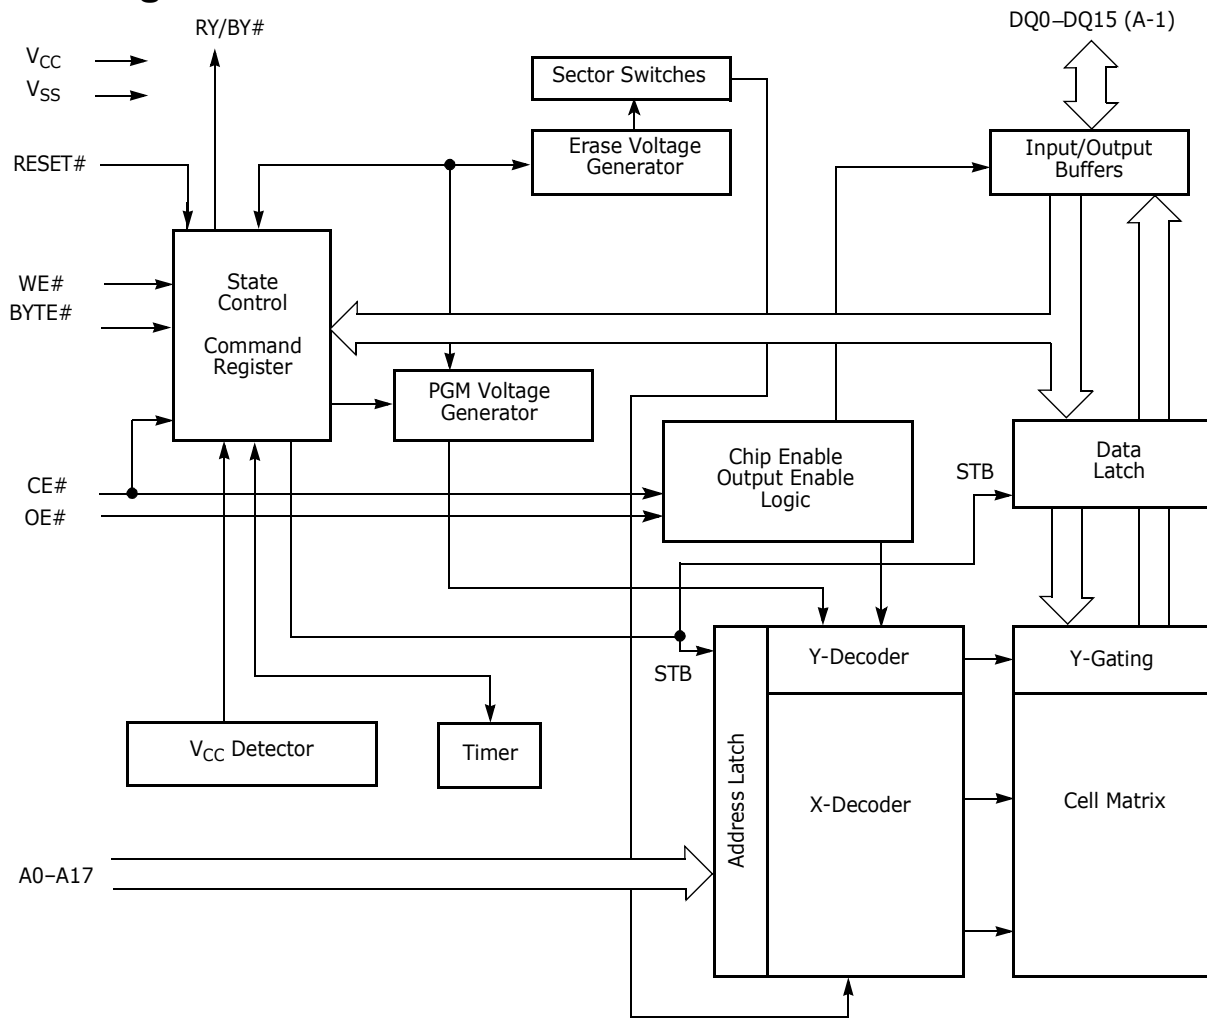 RY/BY#
DQ0–DQ15 (A-1)
VCC
VSS
Sector Switches
Erase Voltage
Generator
Input/Output
Buffers
RESET#
State
Control
Command
Register
WE#
BYTE#
PGM Voltage
Generator
Chip Enable
Output Enable
Logic
Data
Latch
STB
CE#
OE#
Y-Decoder
Y-Gating
STB
VCC Detector
Timer
Address Latch
X-Decoder
Cell Matrix
A0–A17